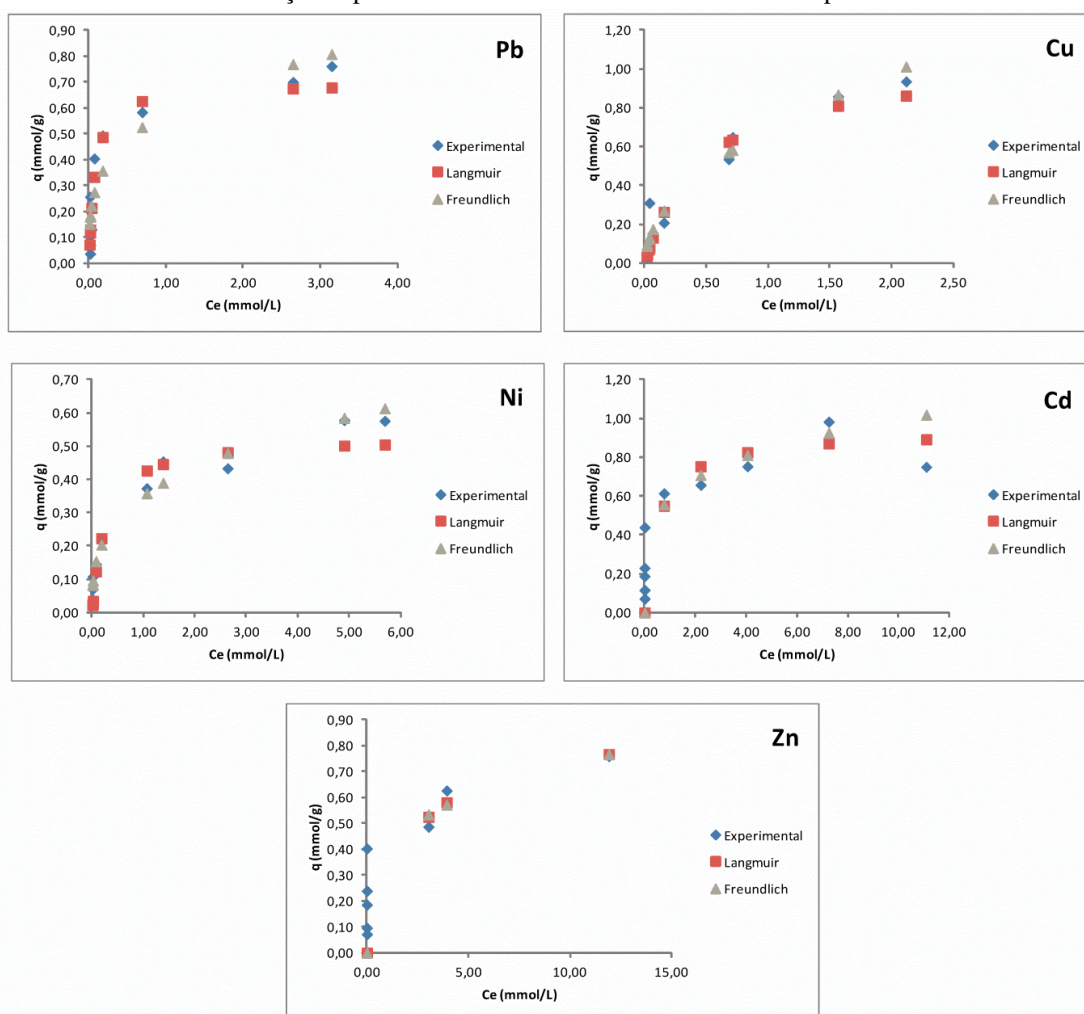 Pb
q (mmol/g)
0,90
0,80
0,70
0,60
0,50
0,40
0,30
0,20
0,10
0,00
0,00 1,00 2,00 3,00 4,00
Ce (mmol/L)
Experimental
Langmuir
Freundlich
Cu
q (mmol/g)
1,20
1,00
0,80
0,60
0,40
0,20
0,00
0,00 0,50 1,00 1,50 2,00 2,50
Ce (mmol/L)
Experimental
Langmuir
Freundlich
Ni
q (mmol/g)
0,70
0,60
0,50
0,40
0,30
0,20
0,10
0,00
0,00 1,00 2,00 3,00 4,00 5,00 6,00
Ce (mmol/L)
Experimental
Langmuir
Freundlich
Cd
q (mmol/g)
1,20
1,00
0,80
0,60
0,40
0,20
0,00
0,00 2,00 4,00 6,00 8,00 10,00 12,00
Ce (mmol/L)
Experimental
Langmuir
Freundlich
Zn
q (mmol/g)
0,90
0,80
0,70
0,60
0,50
0,40
0,30
0,20
0,10
0,00
0,00 5,00 10,00 15,00
Ce (mmol/L)
Experimental
Langmuir
Freundlich